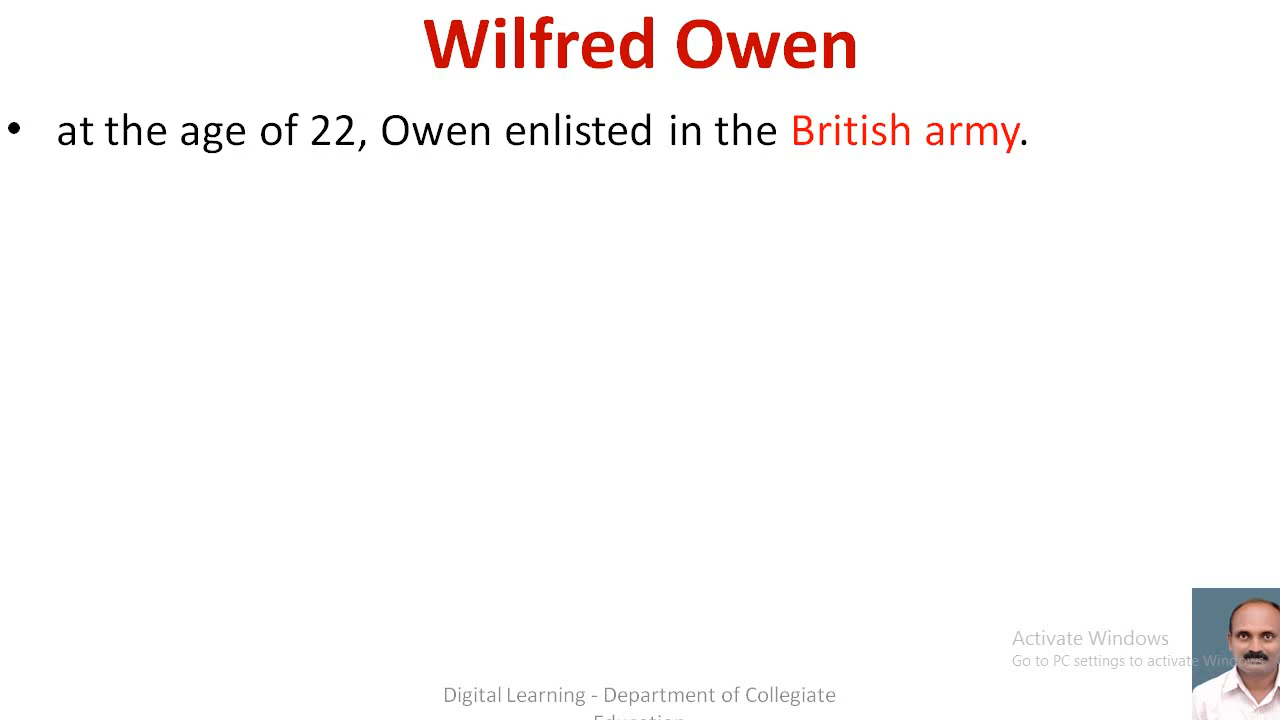 Wilfred Owen
• at the age of 22, Owen enlisted in the British army.
Activate Windows
Go to PC settings to activate Windows.
Digital Learning - Department of Collegiate
Education